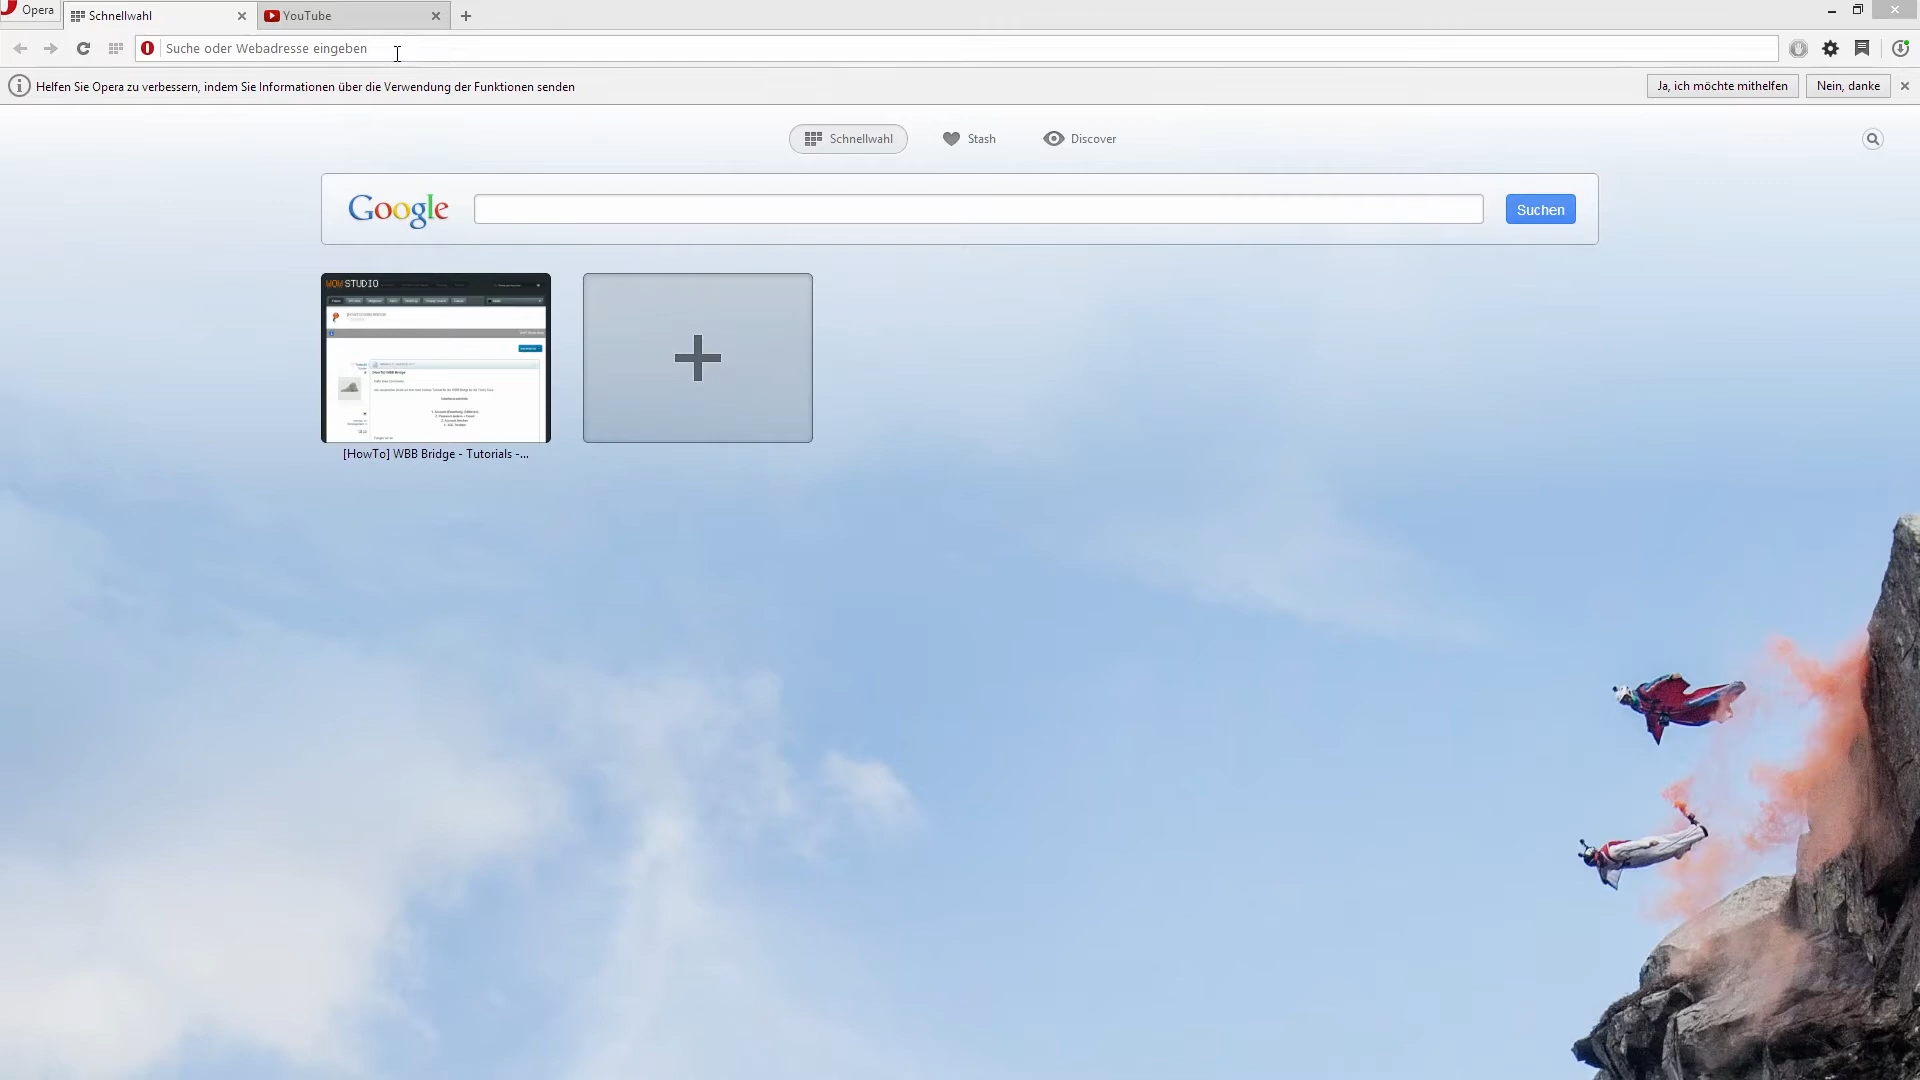 Opera
Schnellwahl
YouTube
Suche oder Webadresse eingeben
Helfen Sie Opera zu verbessern, indem Sie Informationen über die Verwendung der Funktionen senden
Ja, ich möchte mithelfen
Nein, danke
Schnellwahl
Stash
Discover
Google
Suchen
WOW STUDIO
[HowTo] WBB Bridge - Tutorials -...